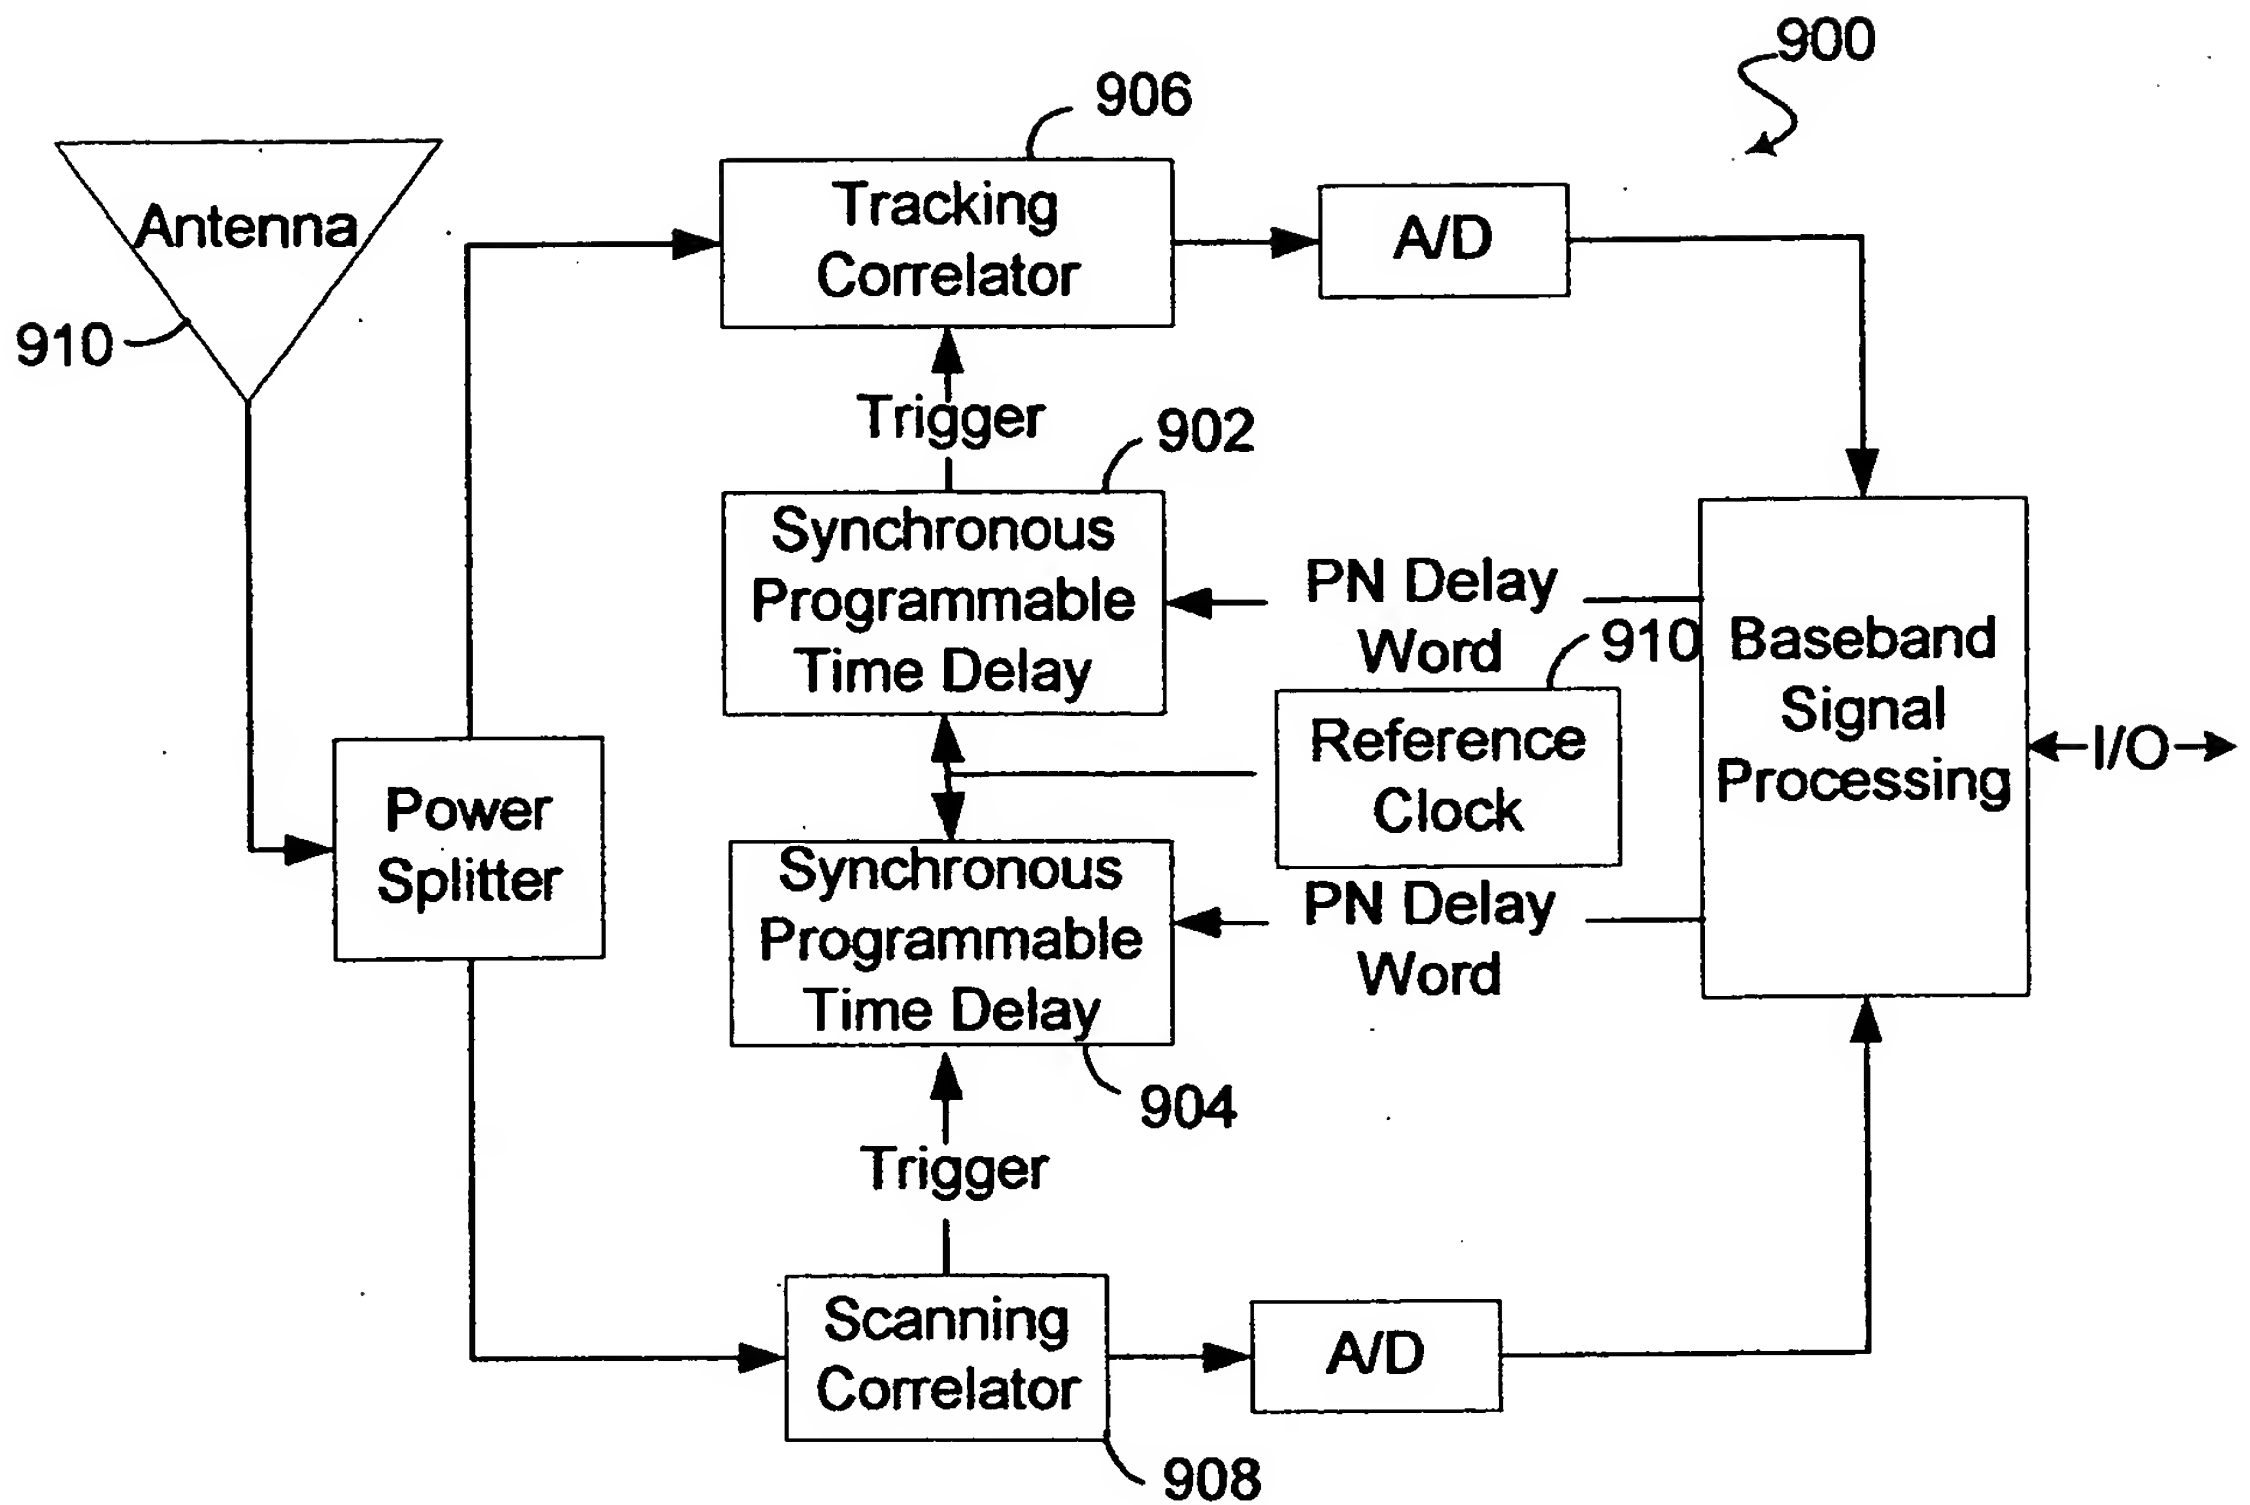 900
906
Antenna
910
Tracking
Correlator
A/D
Trigger
902
Synchronous
Programmable
Time Delay
PN Delay
Word
910
Reference
Clock
Baseband
Signal
Processing
I/O
Power
Splitter
Synchronous
Programmable
Time Delay
PN Delay
Word
904
Trigger
Scanning
Correlator
A/D
908